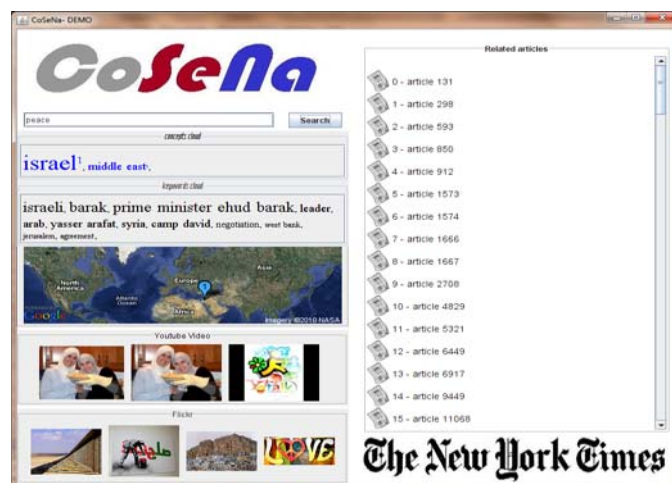 CoSeNa- DEMO
CoSeNa
peace
Search
concepts cloud
israel1, middle east,
keywords cloud
israeli, barak, prime minister ehud barak, leader,
arab, yasser arafat, syria, camp david, negotiation, west bank,
jerusalem, agreement,
North America
Atlantic Ocean
Europe
Africa
Asia
1
Google
Imagery ©2010 NASA
Youtube Video
Flickr
LOVE
Related articles
0 - article 131
1 - article 298
2 - article 593
3 - article 850
4 - article 912
5 - article 1573
6 - article 1574
7 - article 1666
8 - article 1667
9 - article 2708
10 - article 4829
11 - article 5321
12 - article 6449
13 - article 6917
14 - article 9449
15 - article 11068
The New York Times